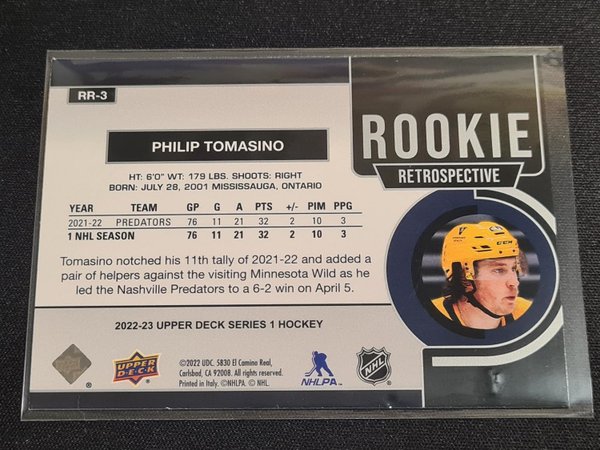 RR-3
PHILIP TOMASINO
HT: 6'0" WT: 179 LBS. SHOOTS: RIGHT
BORN: JULY 28, 2001 MISSISSAUGA, ONTARIO
YEAR TEAM GP G A PTS +/- PIM PPG
2021-22 PREDATORS 76 11 21 32 2 10 3
1 NHL SEASON 76 11 21 32 2 10 3
Tomasino notched his 11th tally of 2021-22 and added a
pair of helpers against the visiting Minnesota Wild as he
led the Nashville Predators to a 6-2 win on April 5.
ROOKIE
RETROSPECTIVE
CCM
2022-23 UPPER DECK SERIES 1 HOCKEY
®
UPPER
DECK
®
©2022 UDC. 5830 El Camino Real,
Carlsbad, CA 92008. All rights reserved.
Printed in Italy. ©NHLPA. © NHL.
NHLPA
NHL
®